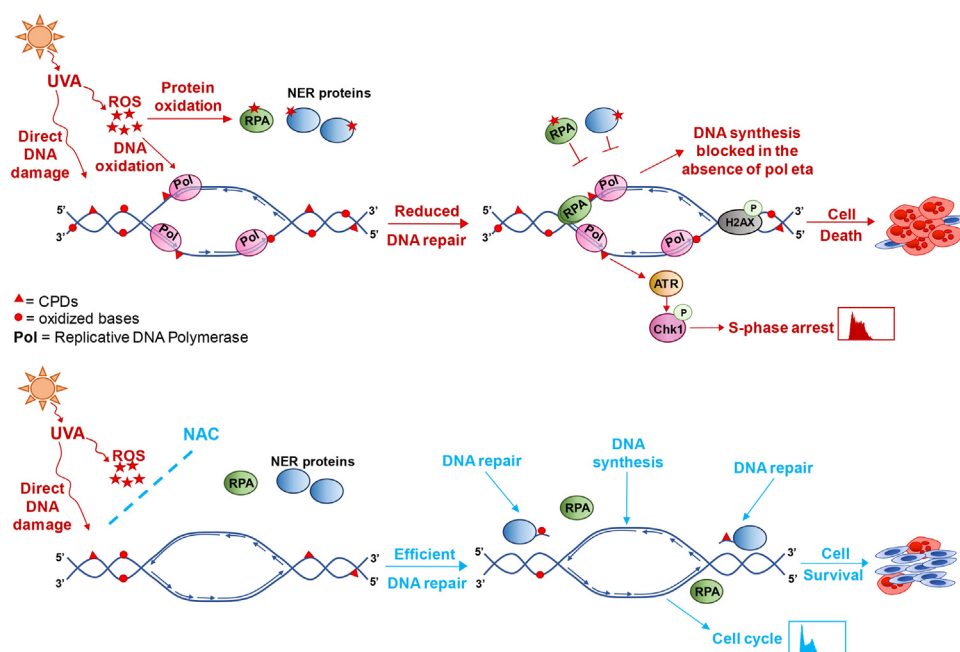 UVA
ROS
Protein
oxidation
NER proteins
RPA
Direct
DNA
damage
DNA
oxidation
Pol
Pol
Pol
5'
3'
3'
5'
Reduced
DNA repair
RPA
DNA synthesis
blocked in the
absence of pol eta
Pol
RPA
Pol
Pol
P
H2AX
5'
3'
3'
5'
Cell
Death
ATR
P
Chk1
S-phase arrest
= CPDs
= oxidized bases
Pol = Replicative DNA Polymerase
UVA
ROS
NAC
Direct
DNA
damage
RPA
NER proteins
5'
3'
3'
5'
Efficient
DNA repair
DNA repair
DNA
synthesis
DNA repair
RPA
RPA
5'
3'
3'
5'
Cell
Survival
Cell cycle